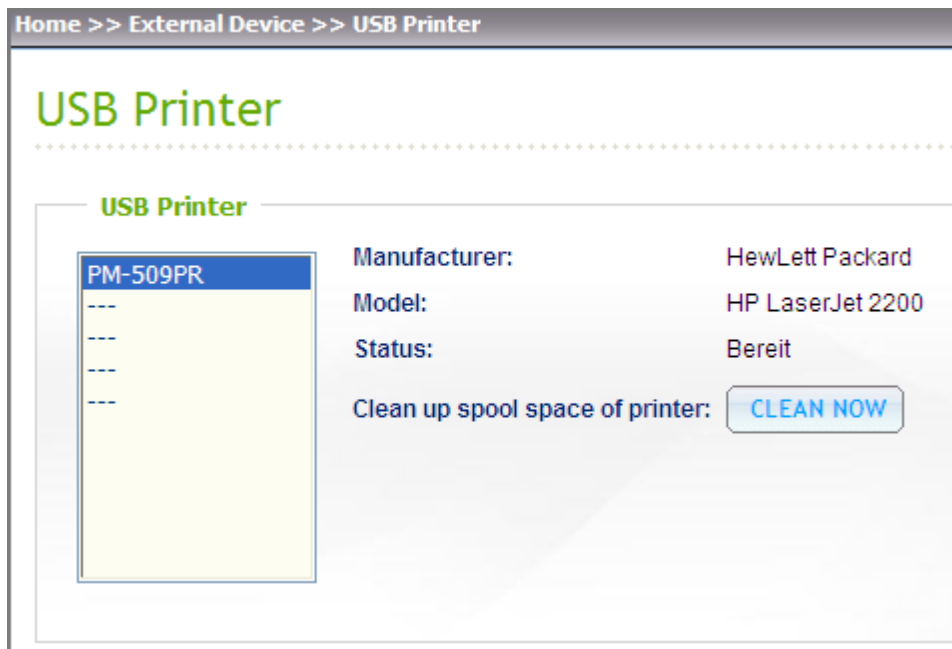 Home >> External Device >> USB Printer
USB Printer
USB Printer
PM-509PR
---
---
---
---
Manufacturer: HewLett Packard
Model: HP LaserJet 2200
Status: Bereit
Clean up spool space of printer: CLEAN NOW